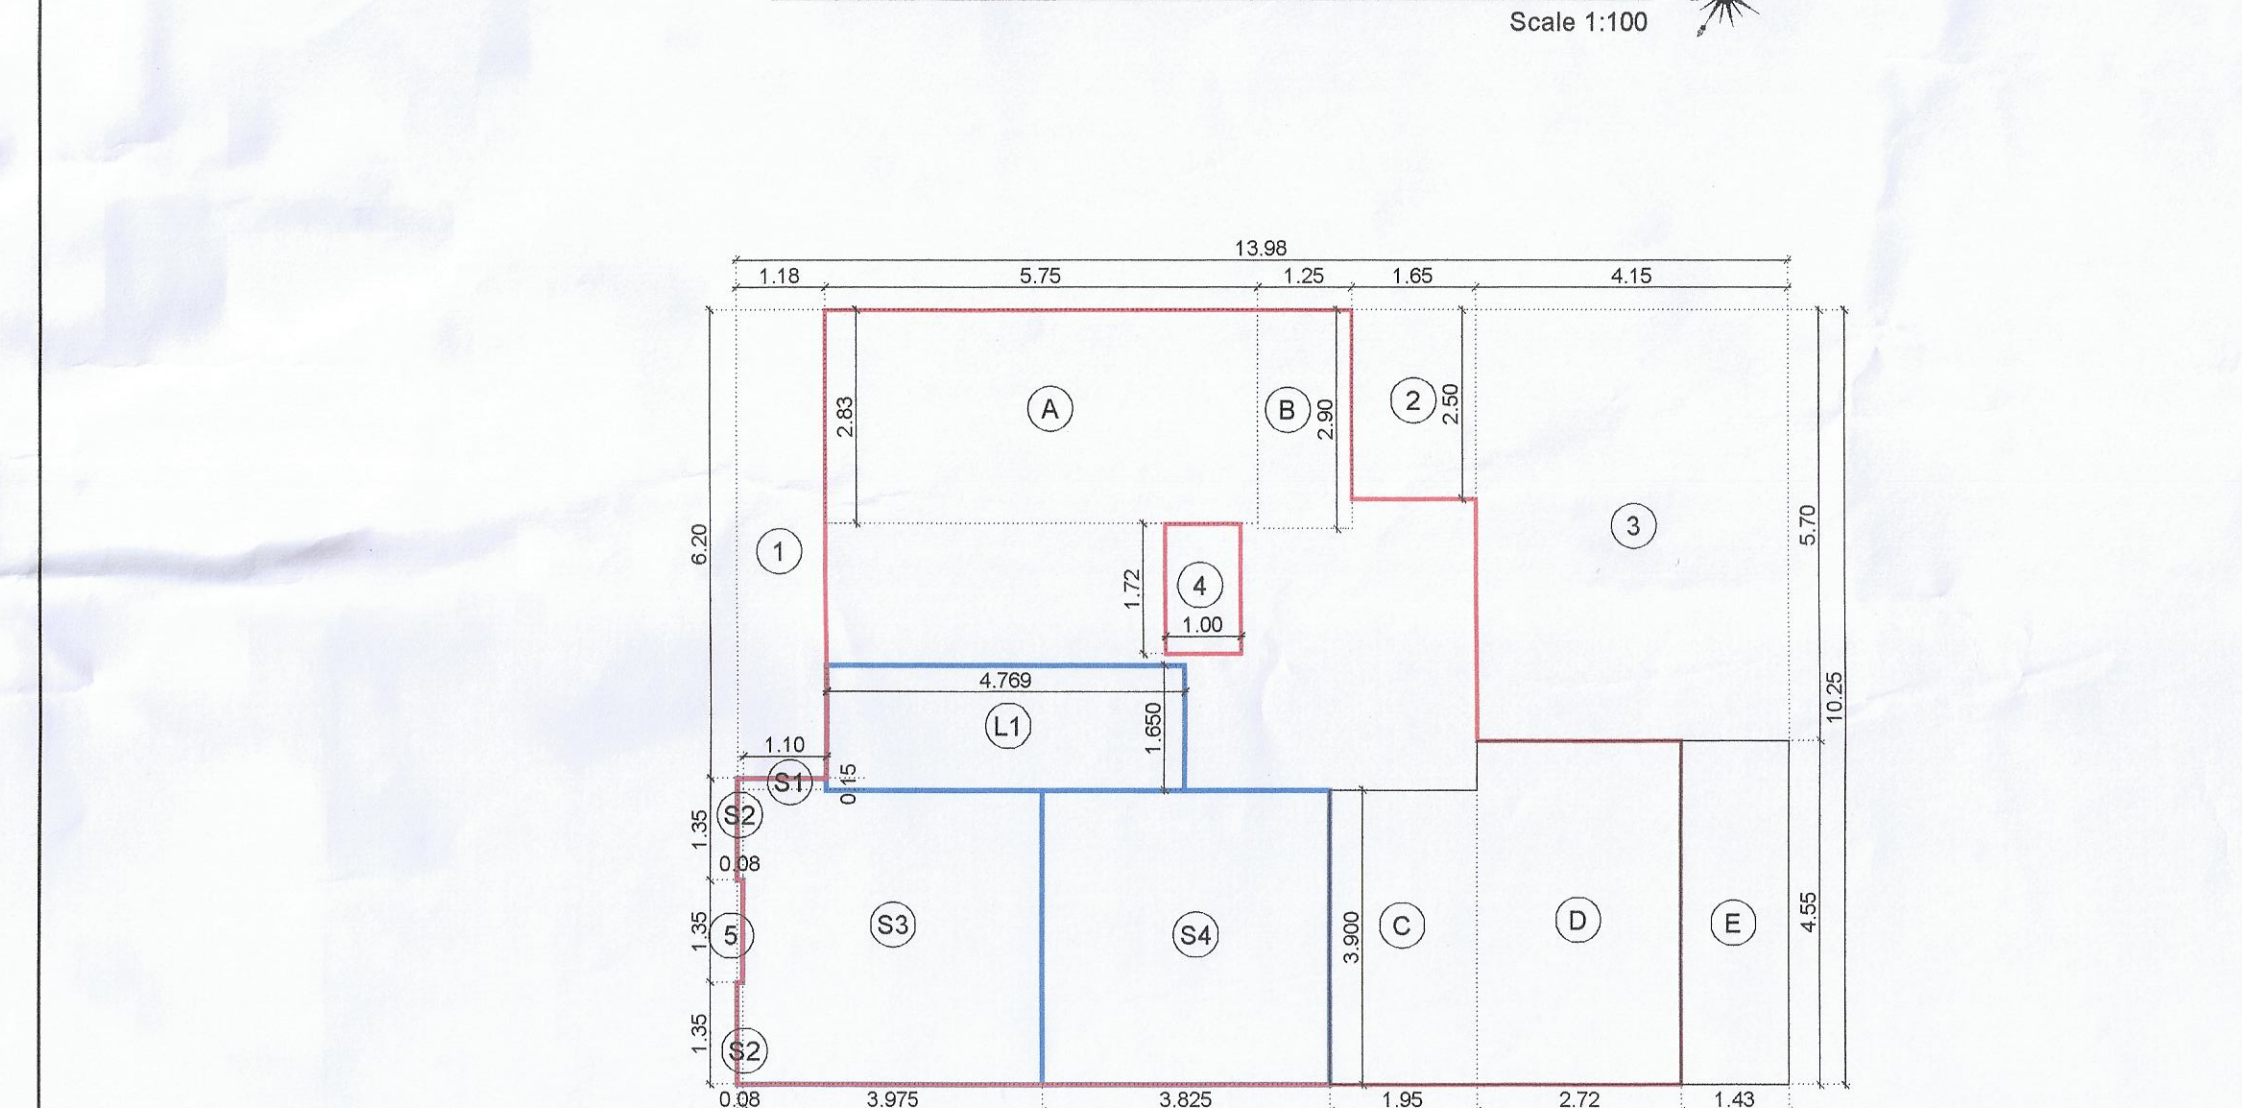 Scale 1:100
13.98
1.18 5.75 1.25 1.65 4.15
2.83 A B 2.90 2 2.50
6.20 1 3 5.70
1.72 4
1.00
4.769
L1 1.650 10.25
1.10
S1 0.15
S2 1.35
0.08
5 1.35 S3 S4 3.900 C D E 4.55
1.35 S2
0.08 3.975 3.825 1.95 2.72 1.43